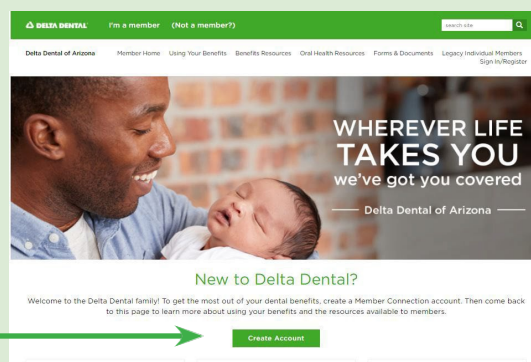 DELTA DENTAL I'm a member (Not a member?) search site
Delta Dental of Arizona Member Home Using Your Benefits Benefits Resources Oral Health Resources Forms & Documents Legacy Individual Members
Sign In/Register
WHEREVER LIFE
TAKES YOU
we've got you covered
Delta Dental of Arizona
New to Delta Dental?
Welcome to the Delta Dental family! To get the most out of your dental benefits, create a Member Connection account. Then come back
to this page to learn more about using your benefits and the resources available to members.
Create Account